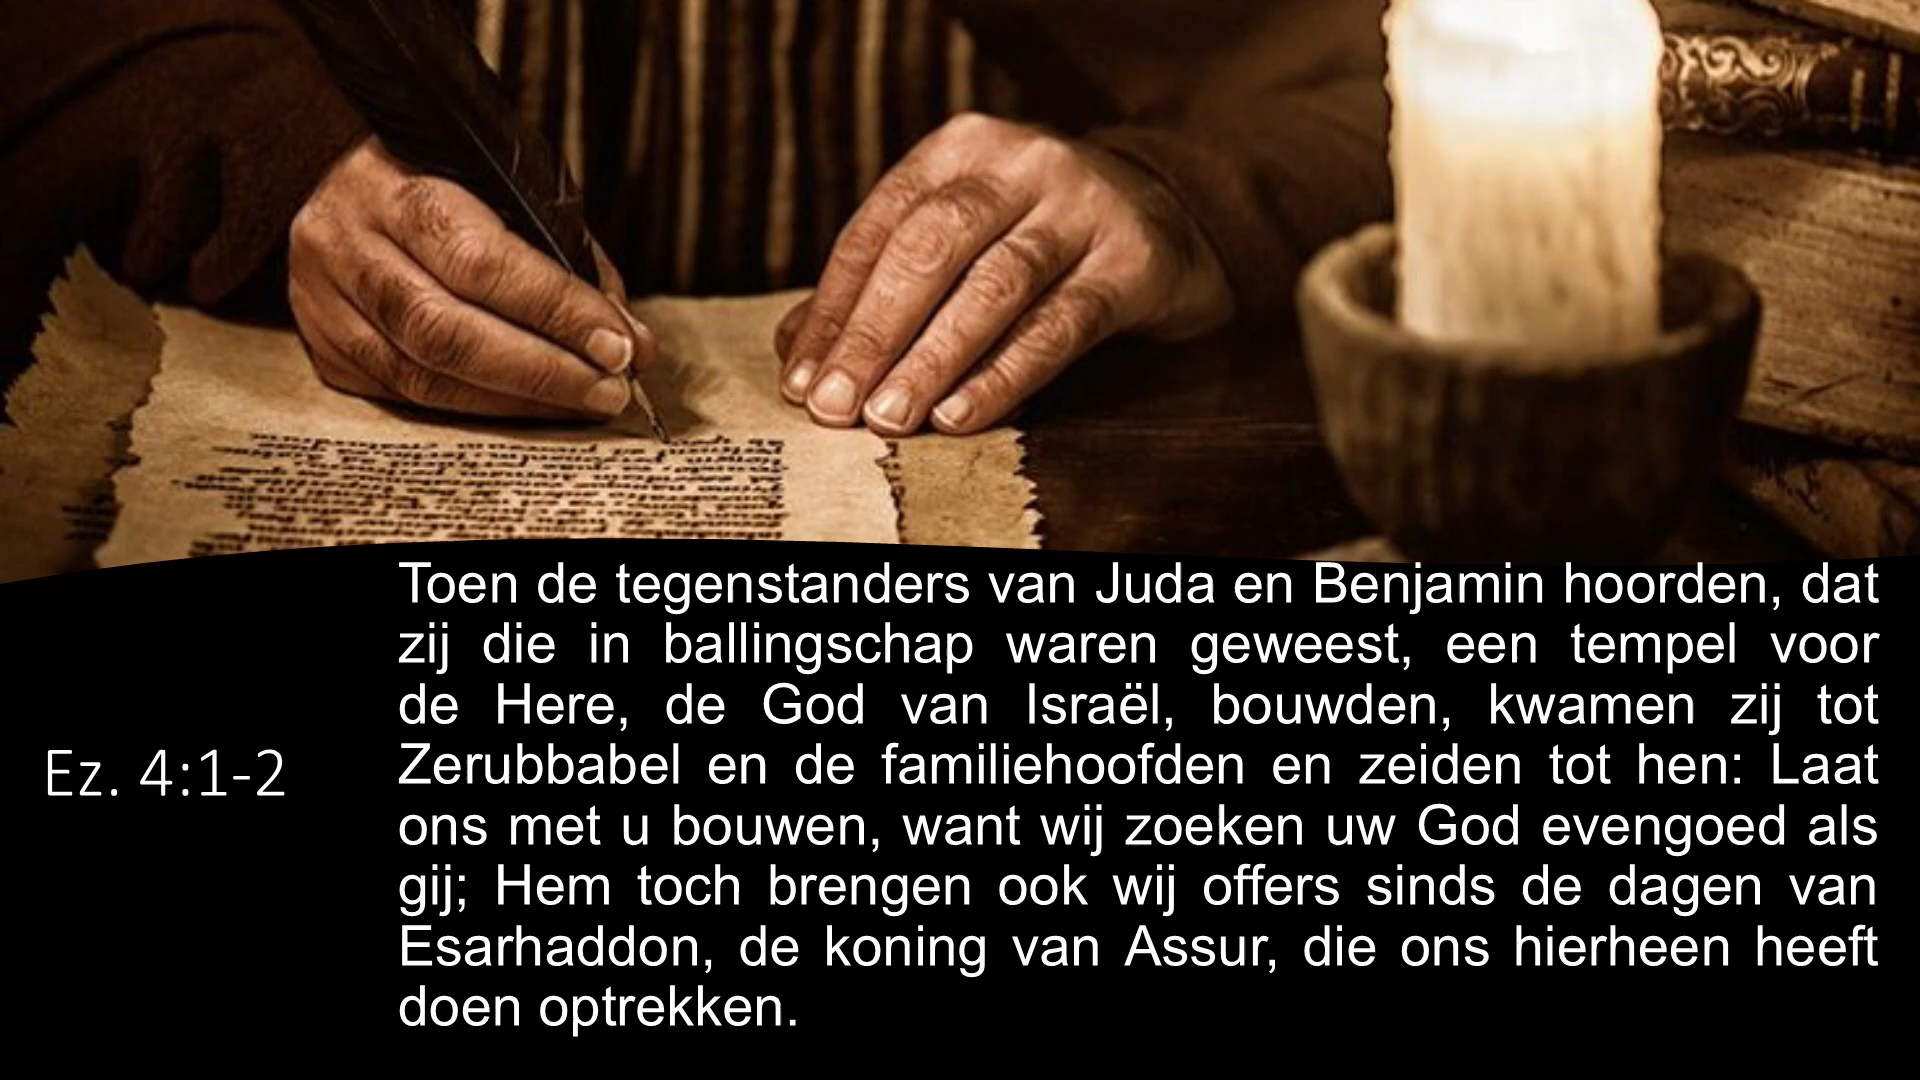 Ez. 4:1-2
Toen de tegenstanders van Juda en Benjamin hoorden, dat
zij die in ballingschap waren geweest, een tempel voor
de Here, de God van Israël, bouwden, kwamen zij tot
Zerubbabel en de familiehoofden en zeiden tot hen: Laat
ons met u bouwen, want wij zoeken uw God evengoed als
gij; Hem toch brengen ook wij offers sinds de dagen van
Esarhaddon, de koning van Assur, die ons hierheen heeft
doen optrekken.